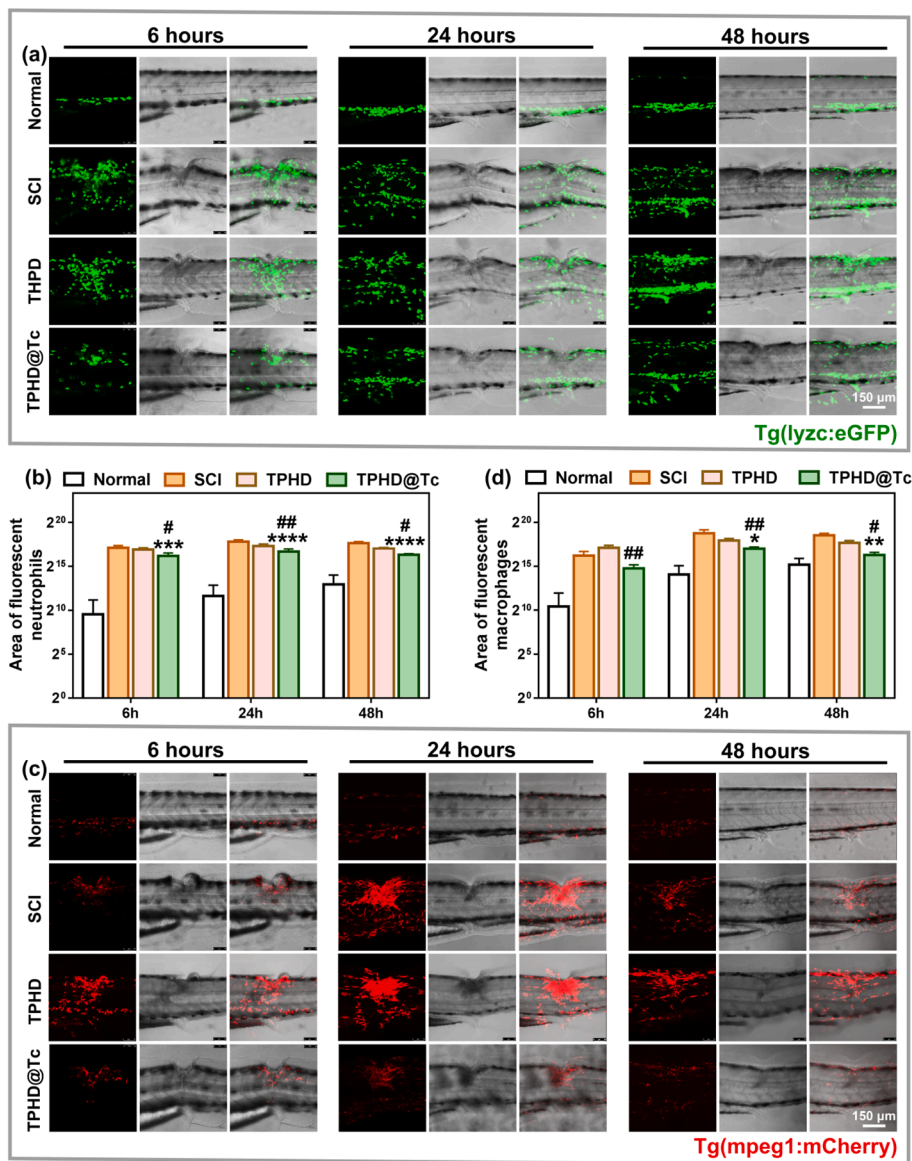 6 hours 24 hours 48 hours
(a)
Normal
SCI
THPD
TPHD@Tc
150 μm
Tg(lyzc:eGFP)
(b) Normal SCI TPHD TPHD@Tc
Area of fluorescent
neutrophils
2^20
2^15
2^10
2^5
2^0
# ## #
*** **** ****
6h 24h 48h
(d) Normal SCI TPHD TPHD@Tc
Area of fluorescent
macrophages
2^20
2^15
2^10
2^5
2^0
## ## #
* **
6h 24h 48h
6 hours 24 hours 48 hours
(c)
Normal
SCI
TPHD
TPHD@Tc
150 μm
Tg(mpeg1:mCherry)